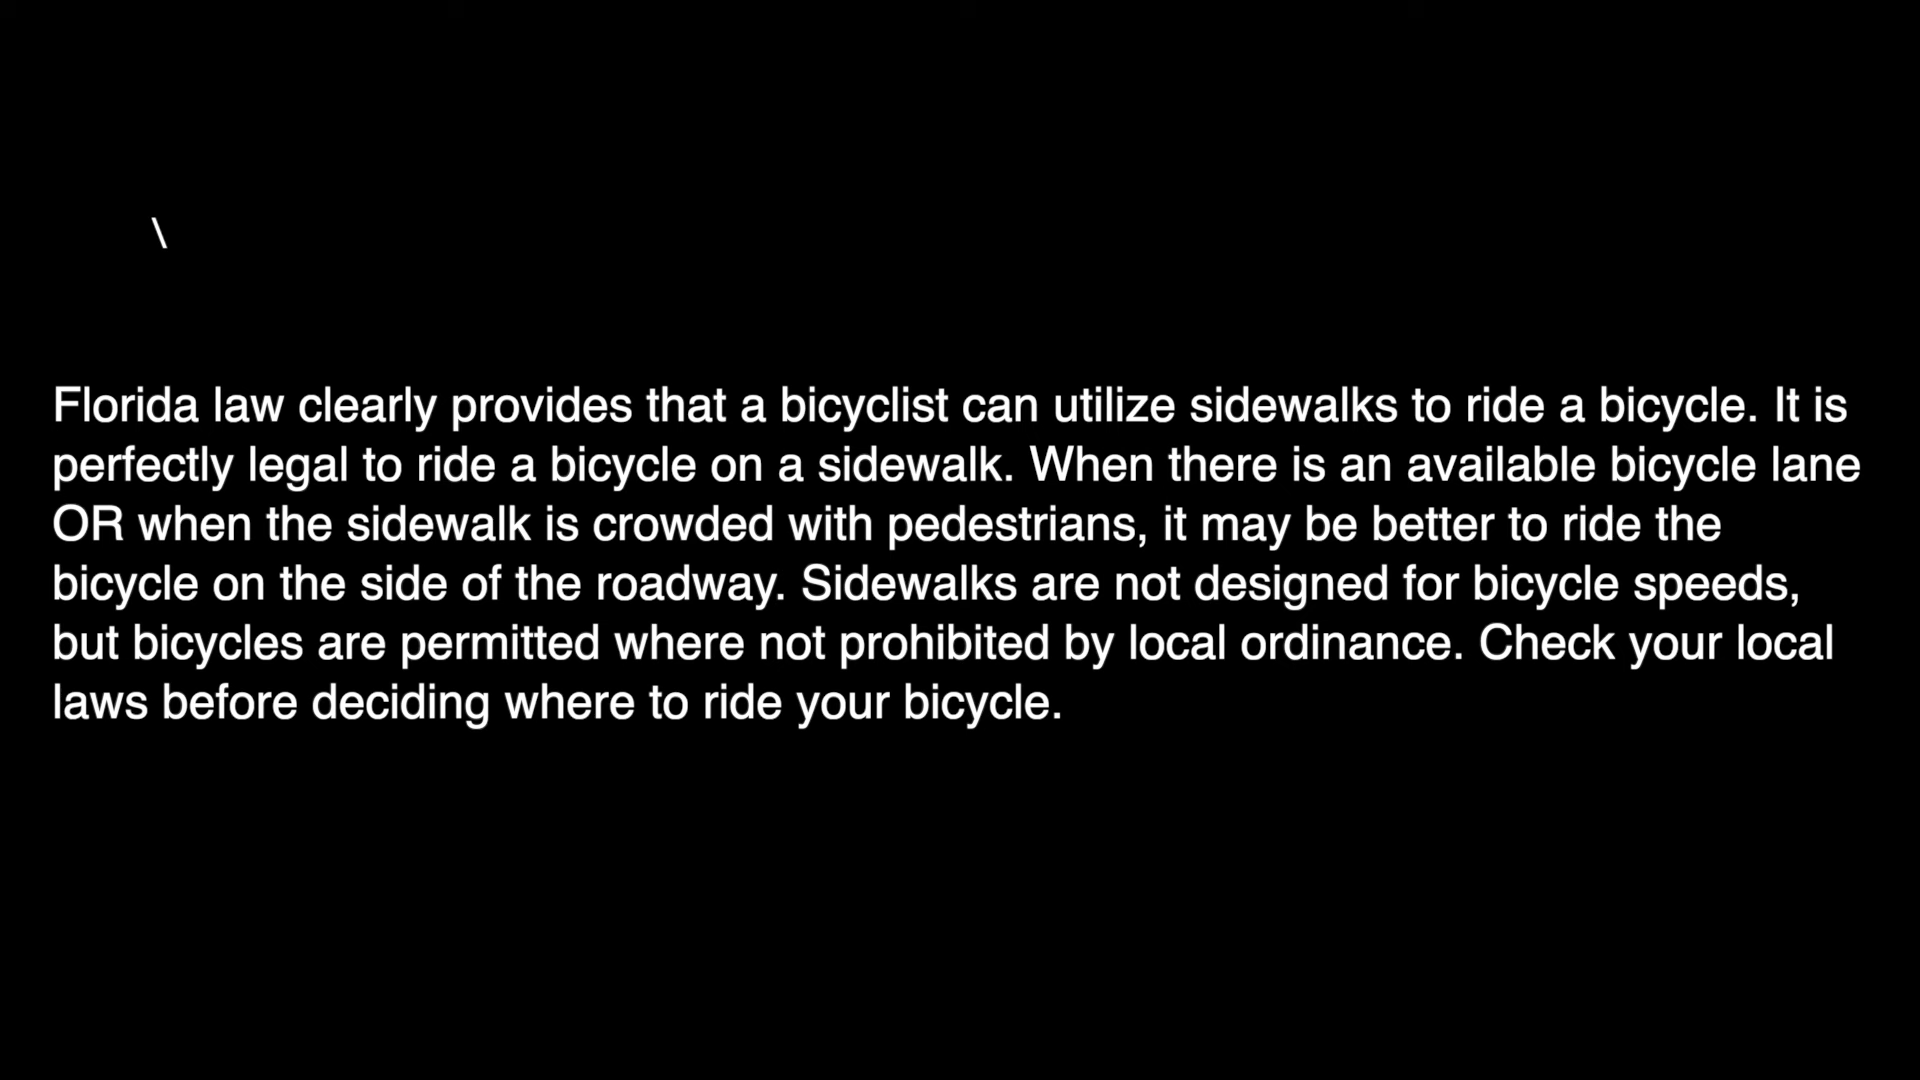 \
Florida law clearly provides that a bicyclist can utilize sidewalks to ride a bicycle. It is
perfectly legal to ride a bicycle on a sidewalk. When there is an available bicycle lane
OR when the sidewalk is crowded with pedestrians, it may be better to ride the
bicycle on the side of the roadway. Sidewalks are not designed for bicycle speeds,
but bicycles are permitted where not prohibited by local ordinance. Check your local
laws before deciding where to ride your bicycle.